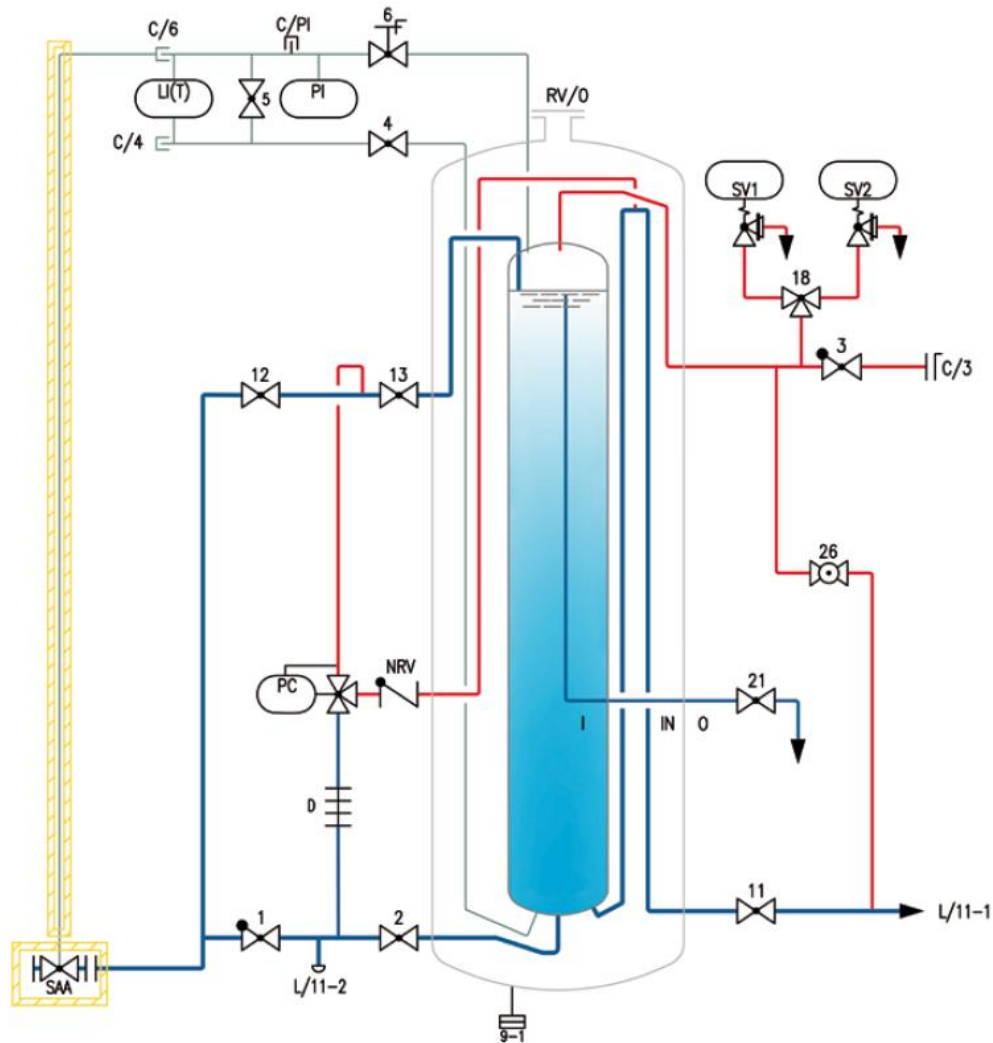 C/6
C/PI
6
LI(T)
5
PI
RV/O
C/4
4
SV1
SV2
18
3
C/3
12
13
26
PC
NRV
21
I
IN
O
D
1
2
11
L/11-1
SAA
L/11-2
9-1